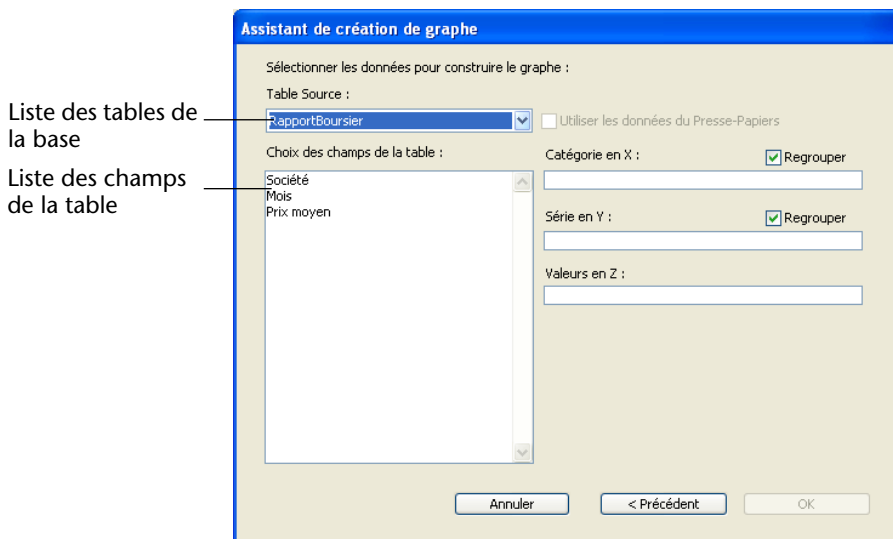 Assistant de création de graphe
Sélectionner les données pour construire le graphe :
Table Source :
Liste des tables de
la base
RapportBoursier
Utiliser les données du Presse-Papiers
Choix des champs de la table :
Catégorie en X :
Regrouper
Liste des champs
de la table
Société
Mois
Prix moyen
Série en Y :
Regrouper
Valeurs en Z :
Annuler
< Précédent
OK